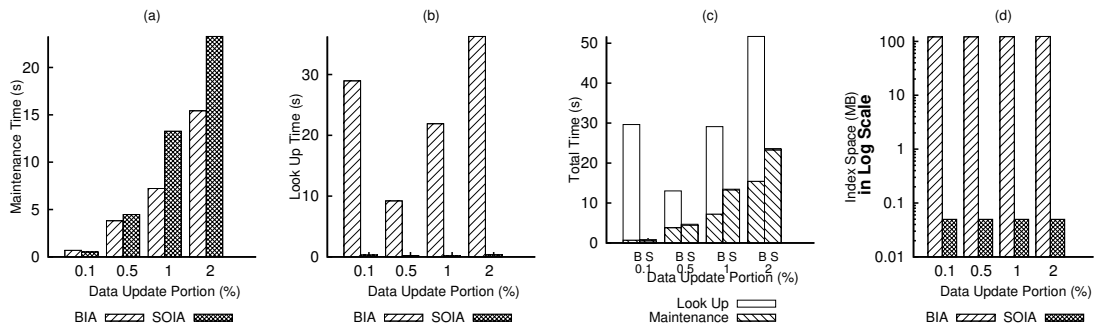 (a)
Maintenance Time (s)
20
15
10
5
0
0.1 0.5 1 2
Data Update Portion (%)
BIA SOIA
(b)
Look Up Time (s)
30
20
10
0
0.1 0.5 1 2
Data Update Portion (%)
BIA SOIA
(c)
Total Time (s)
50
40
30
20
10
0
B S B S B S B S
0.1 0.5 1 2
Data Update Portion (%)
Look Up
Maintenance
(d)
Index Space (MB)
in Log Scale
100
10
1
0.1
0.01
0.1 0.5 1 2
Data Update Portion (%)
BIA SOIA